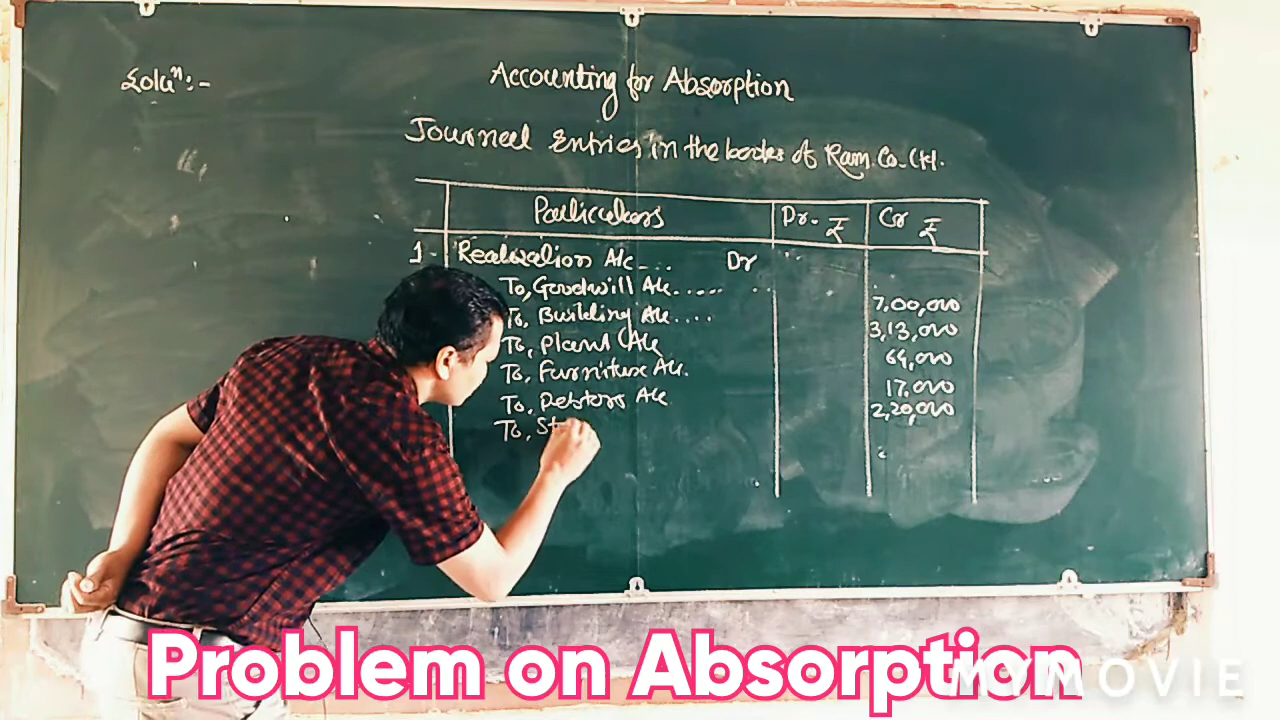 Soluⁿ:-
Accounting for Absorption
Journal Entries in the books of Ram. Co. Ltd.
Particulars Dr. ₹ Cr ₹
1 - Realisation A/c... Dr
To, Goodwill A/c..... 7,00,000
To, Building A/c.... 3,13,000
To, Plant A/c 64,000
To, Furniture A/c. 17,000
To, Debtors A/c 2,20,000
To, St
Problem on Absorption
MYMOVIE